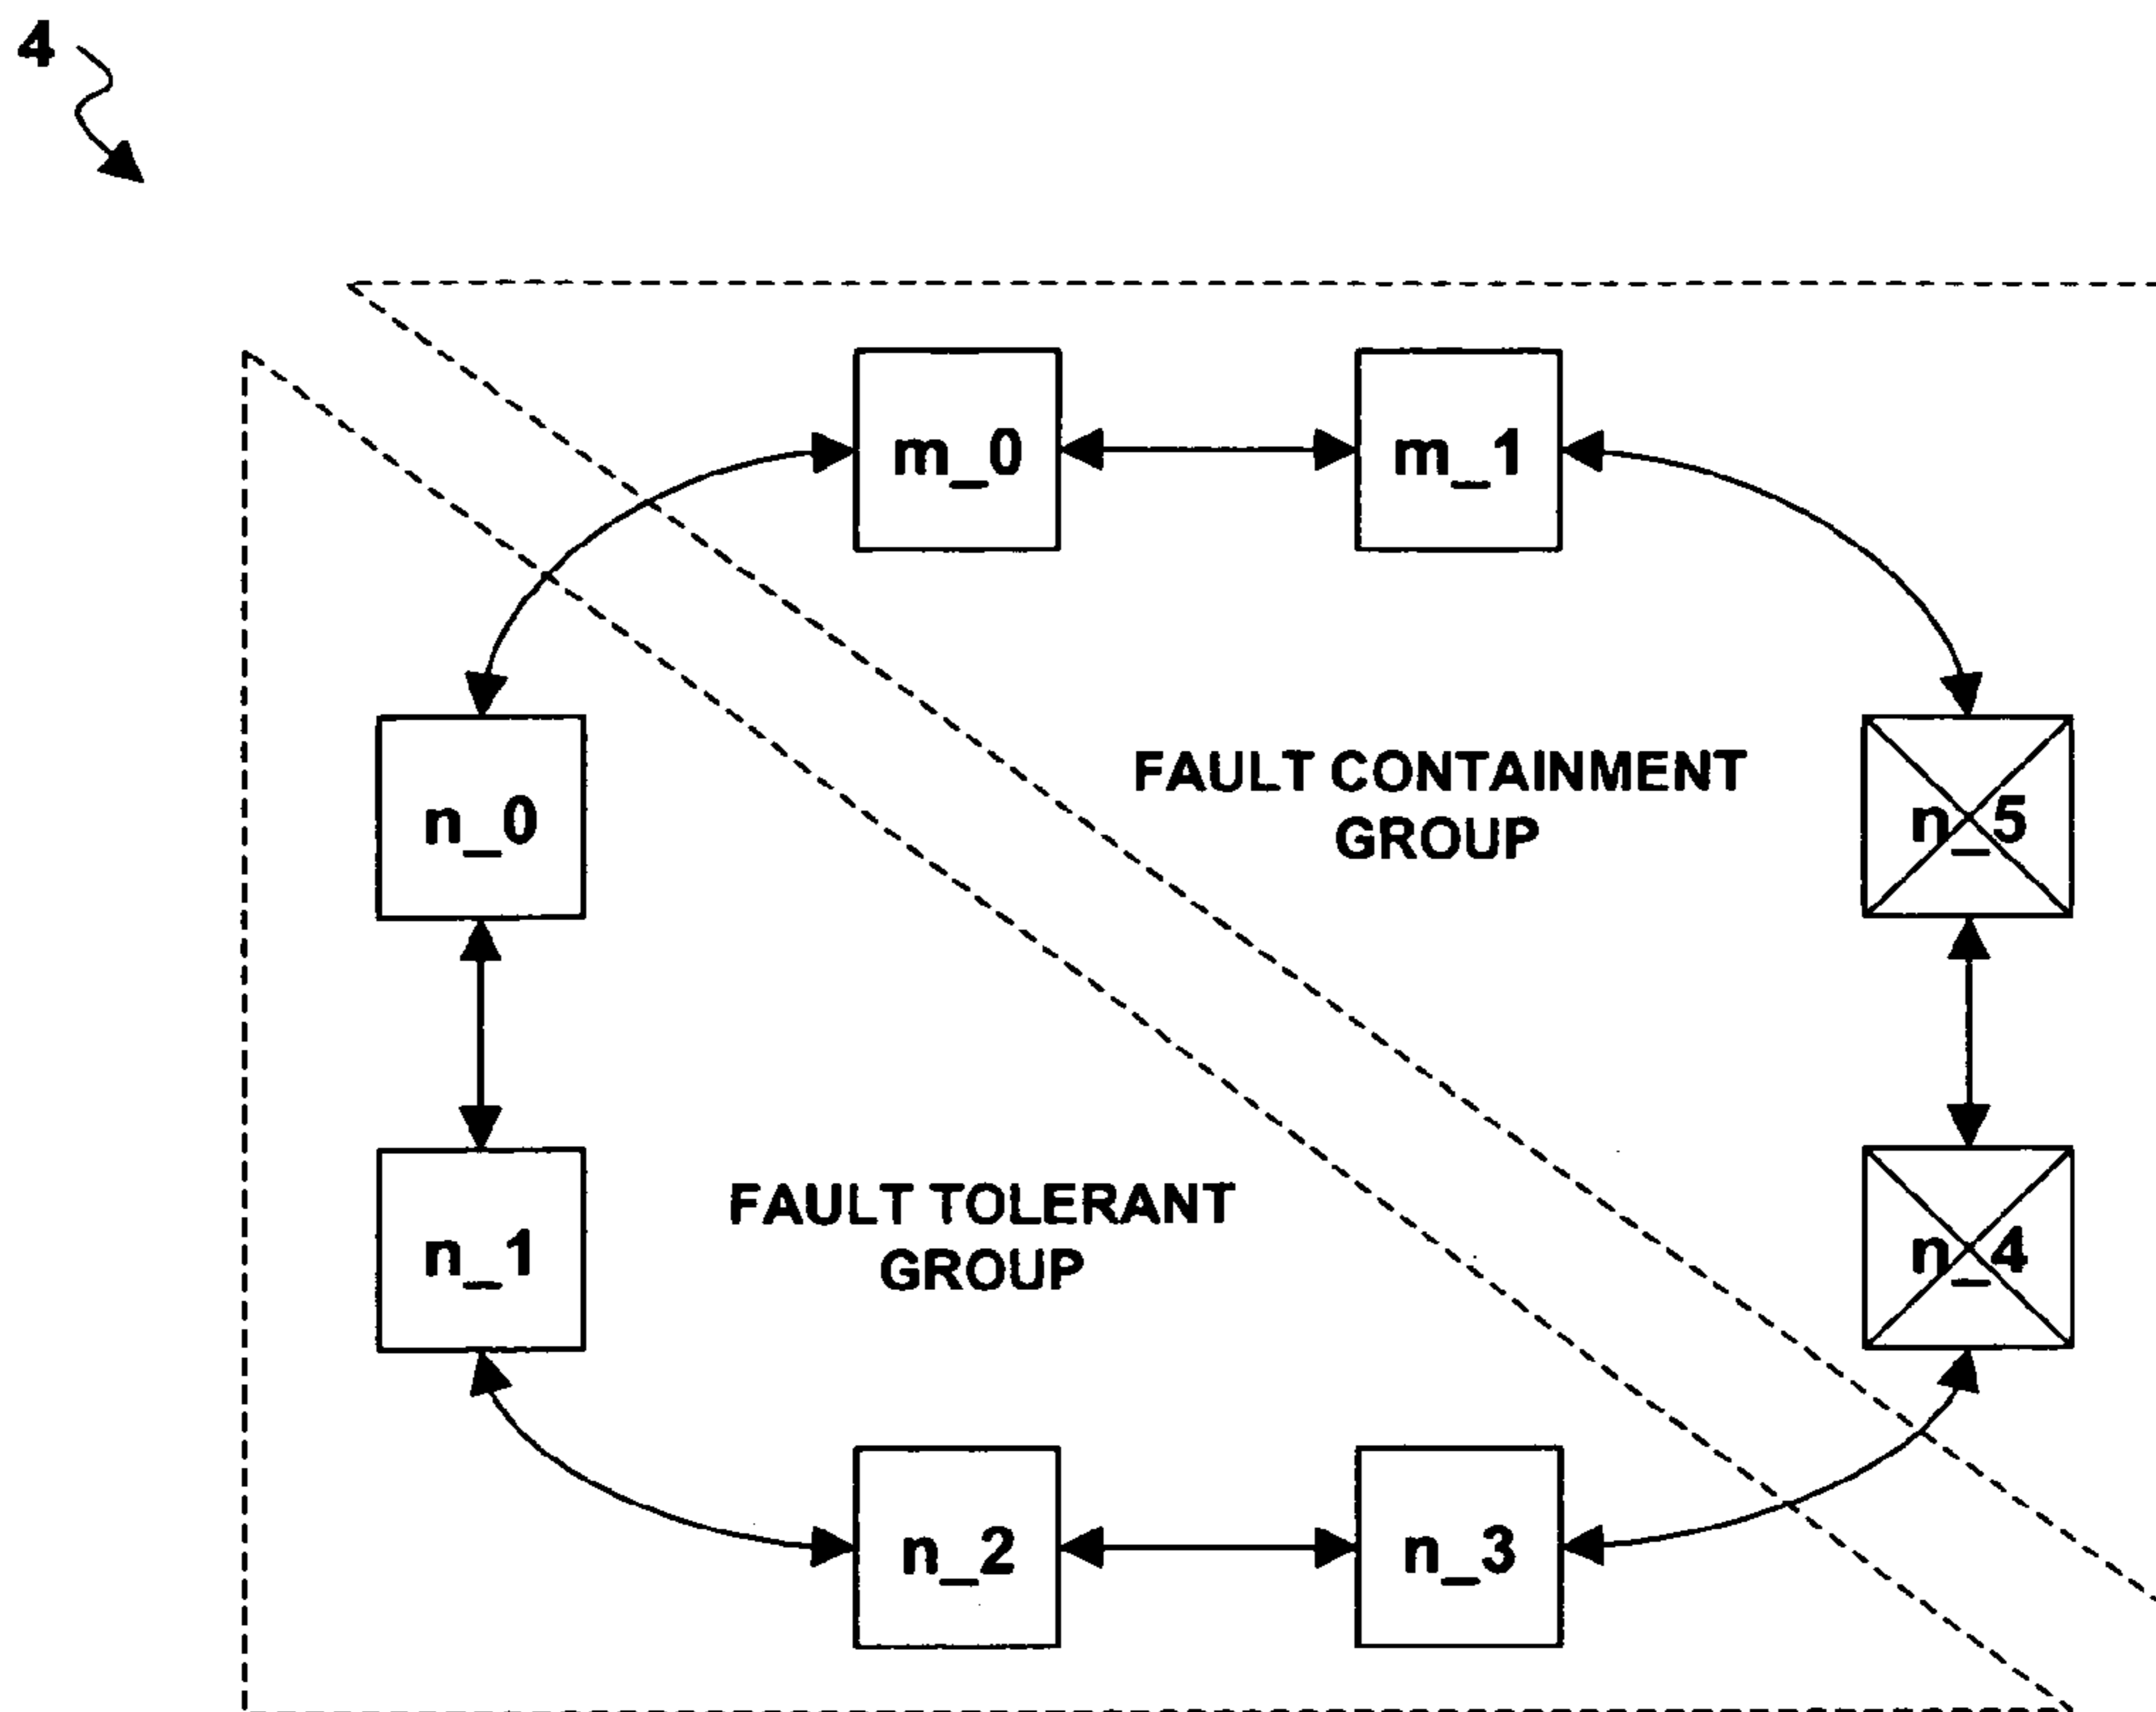 4
m_0
m_1
FAULT CONTAINMENT
GROUP
n_0
n_5
FAULT TOLERANT
GROUP
n_1
n_4
n_2
n_3